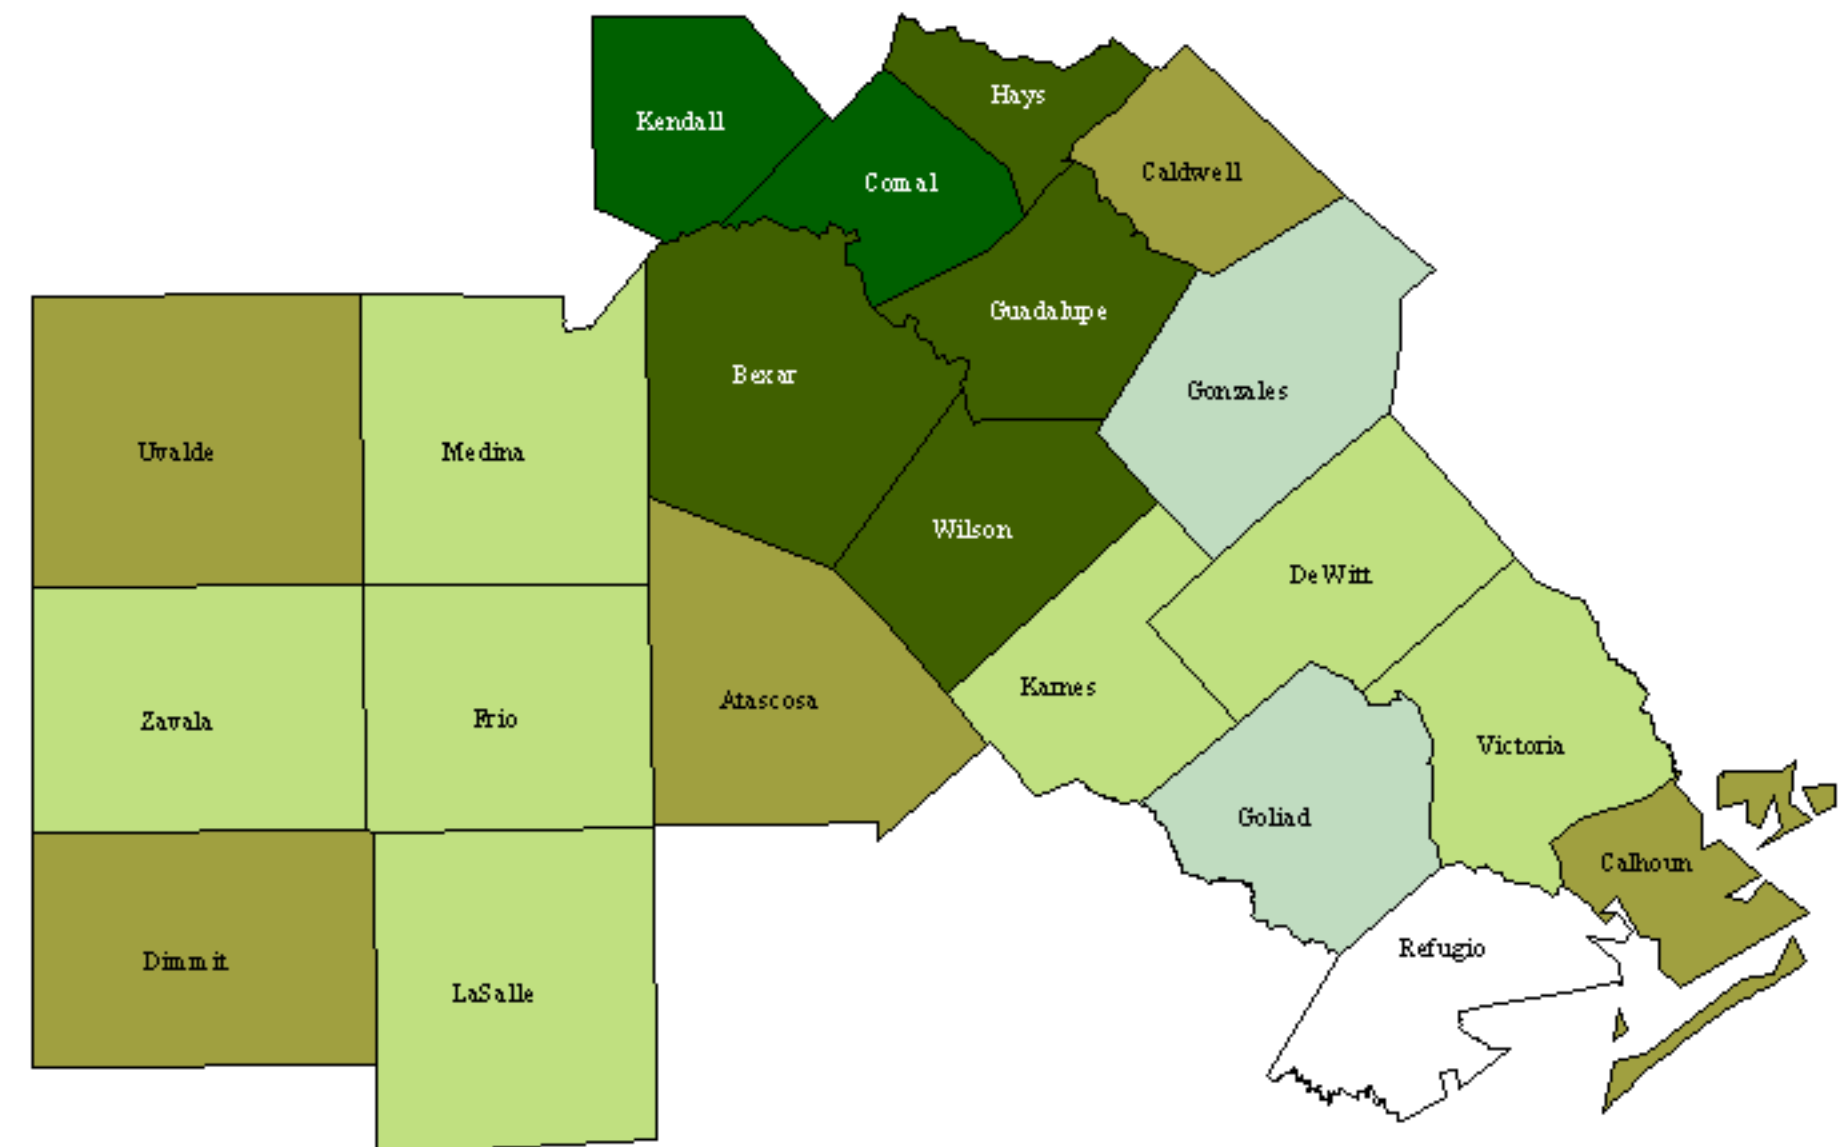 Hays
Kendall
Caldwell
Comal
Guadalupe
Bexar
Gonzales
Uvalde
Medina
Wilson
DeWitt
Karnes
Atascosa
Zavala
Frio
Victoria
Goliad
Calhoun
Refugio
Dimmit
LaSalle